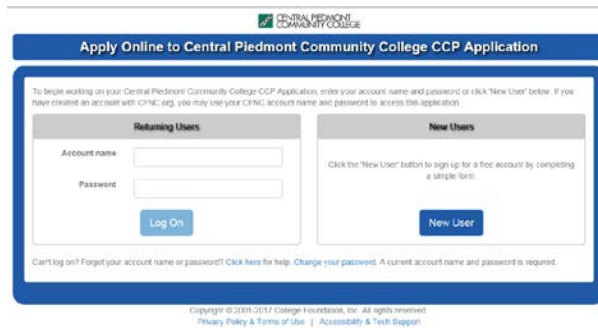 CENTRAL PIEDMONT
COMMUNITY COLLEGE
Apply Online to Central Piedmont Community College CCP Application
To begin working on your Central Piedmont Community College CCP Application, enter your account name and password or click 'New User' below. If you
have created an account with CFNC.org, you may use your CFNC account name and password to access this application.
Returning Users
Account name
Password
Log On
New Users
Click the 'New User' button to sign up for a free account by completing
a simple form.
New User
Can't log on? Forgot your account name or password? Click here for help. Change your password. A current account name and password is required.
Copyright © 2001-2017 College Foundation, Inc. All rights reserved
Privacy Policy & Terms of Use | Accessibility & Tech Support